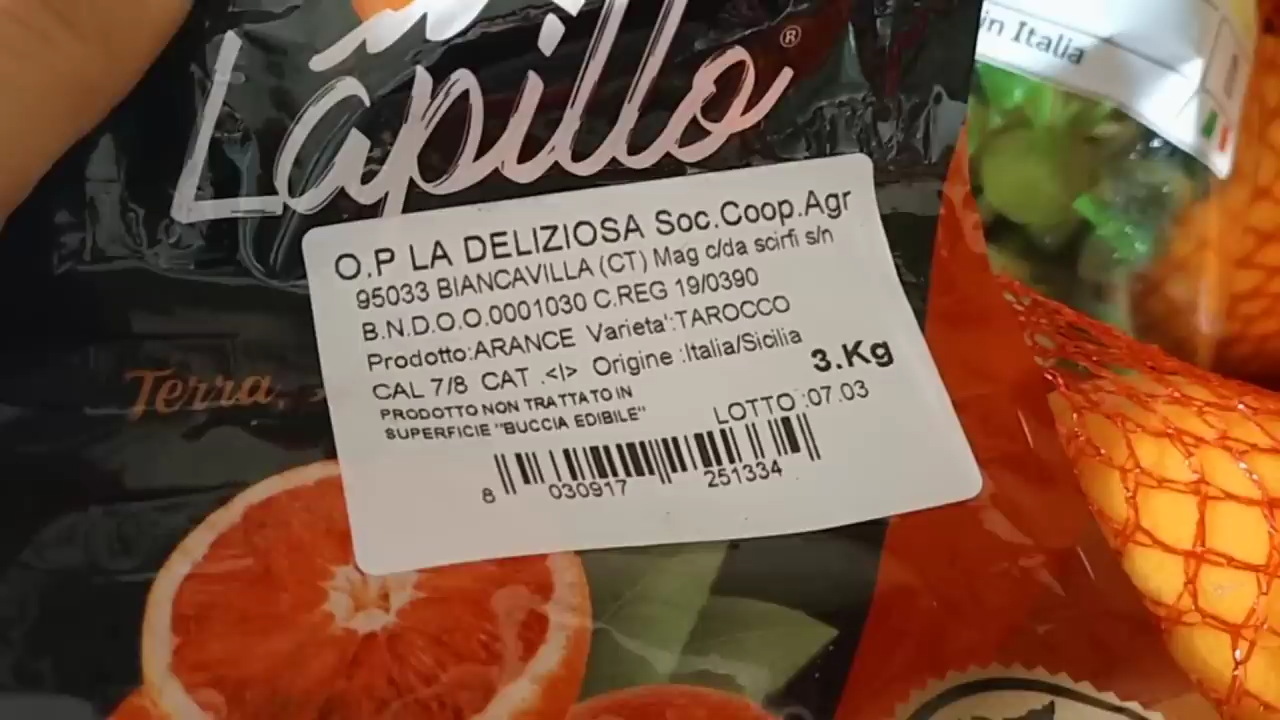 Lapillo®
in Italia
O.P LA DELIZIOSA Soc.Coop.Agr
95033 BIANCAVILLA (CT) Mag c/da scirfi s/n
B.N.D.O.O.0001030 C.REG 19/0390
Prodotto:ARANCE Varieta':TAROCCO
CAL 7/8 CAT .<I> Origine :Italia/Sicilia
3.Kg
PRODOTTO NON TRATTATO IN
SUPERFICIE "BUCCIA EDIBILE"
LOTTO :07.03
8 030917 251334
Terra